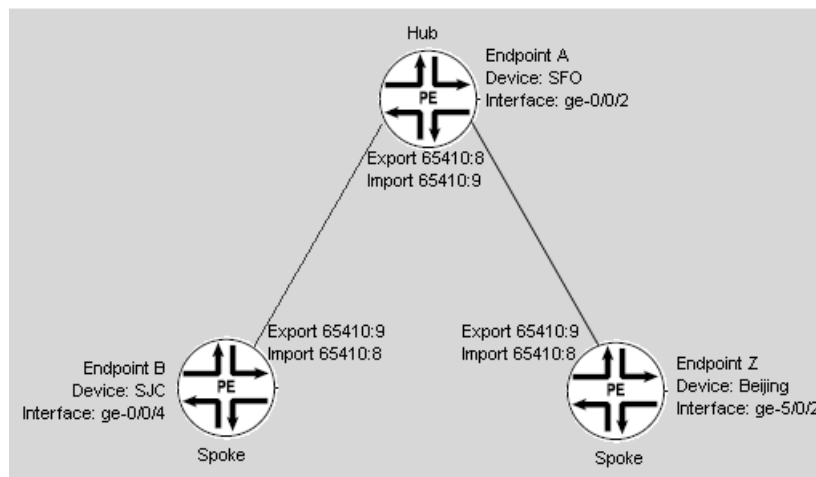 Hub
Endpoint A
Device: SFO
Interface: ge-0/0/2
PE
Export 65410:8
Import 65410:9
Export 65410:9
Import 65410:8
Endpoint B
Device: SJC
Interface: ge-0/0/4
PE
Spoke
Export 65410:9
Import 65410:8
Endpoint Z
Device: Beijing
Interface: ge-5/0/2
PE
Spoke